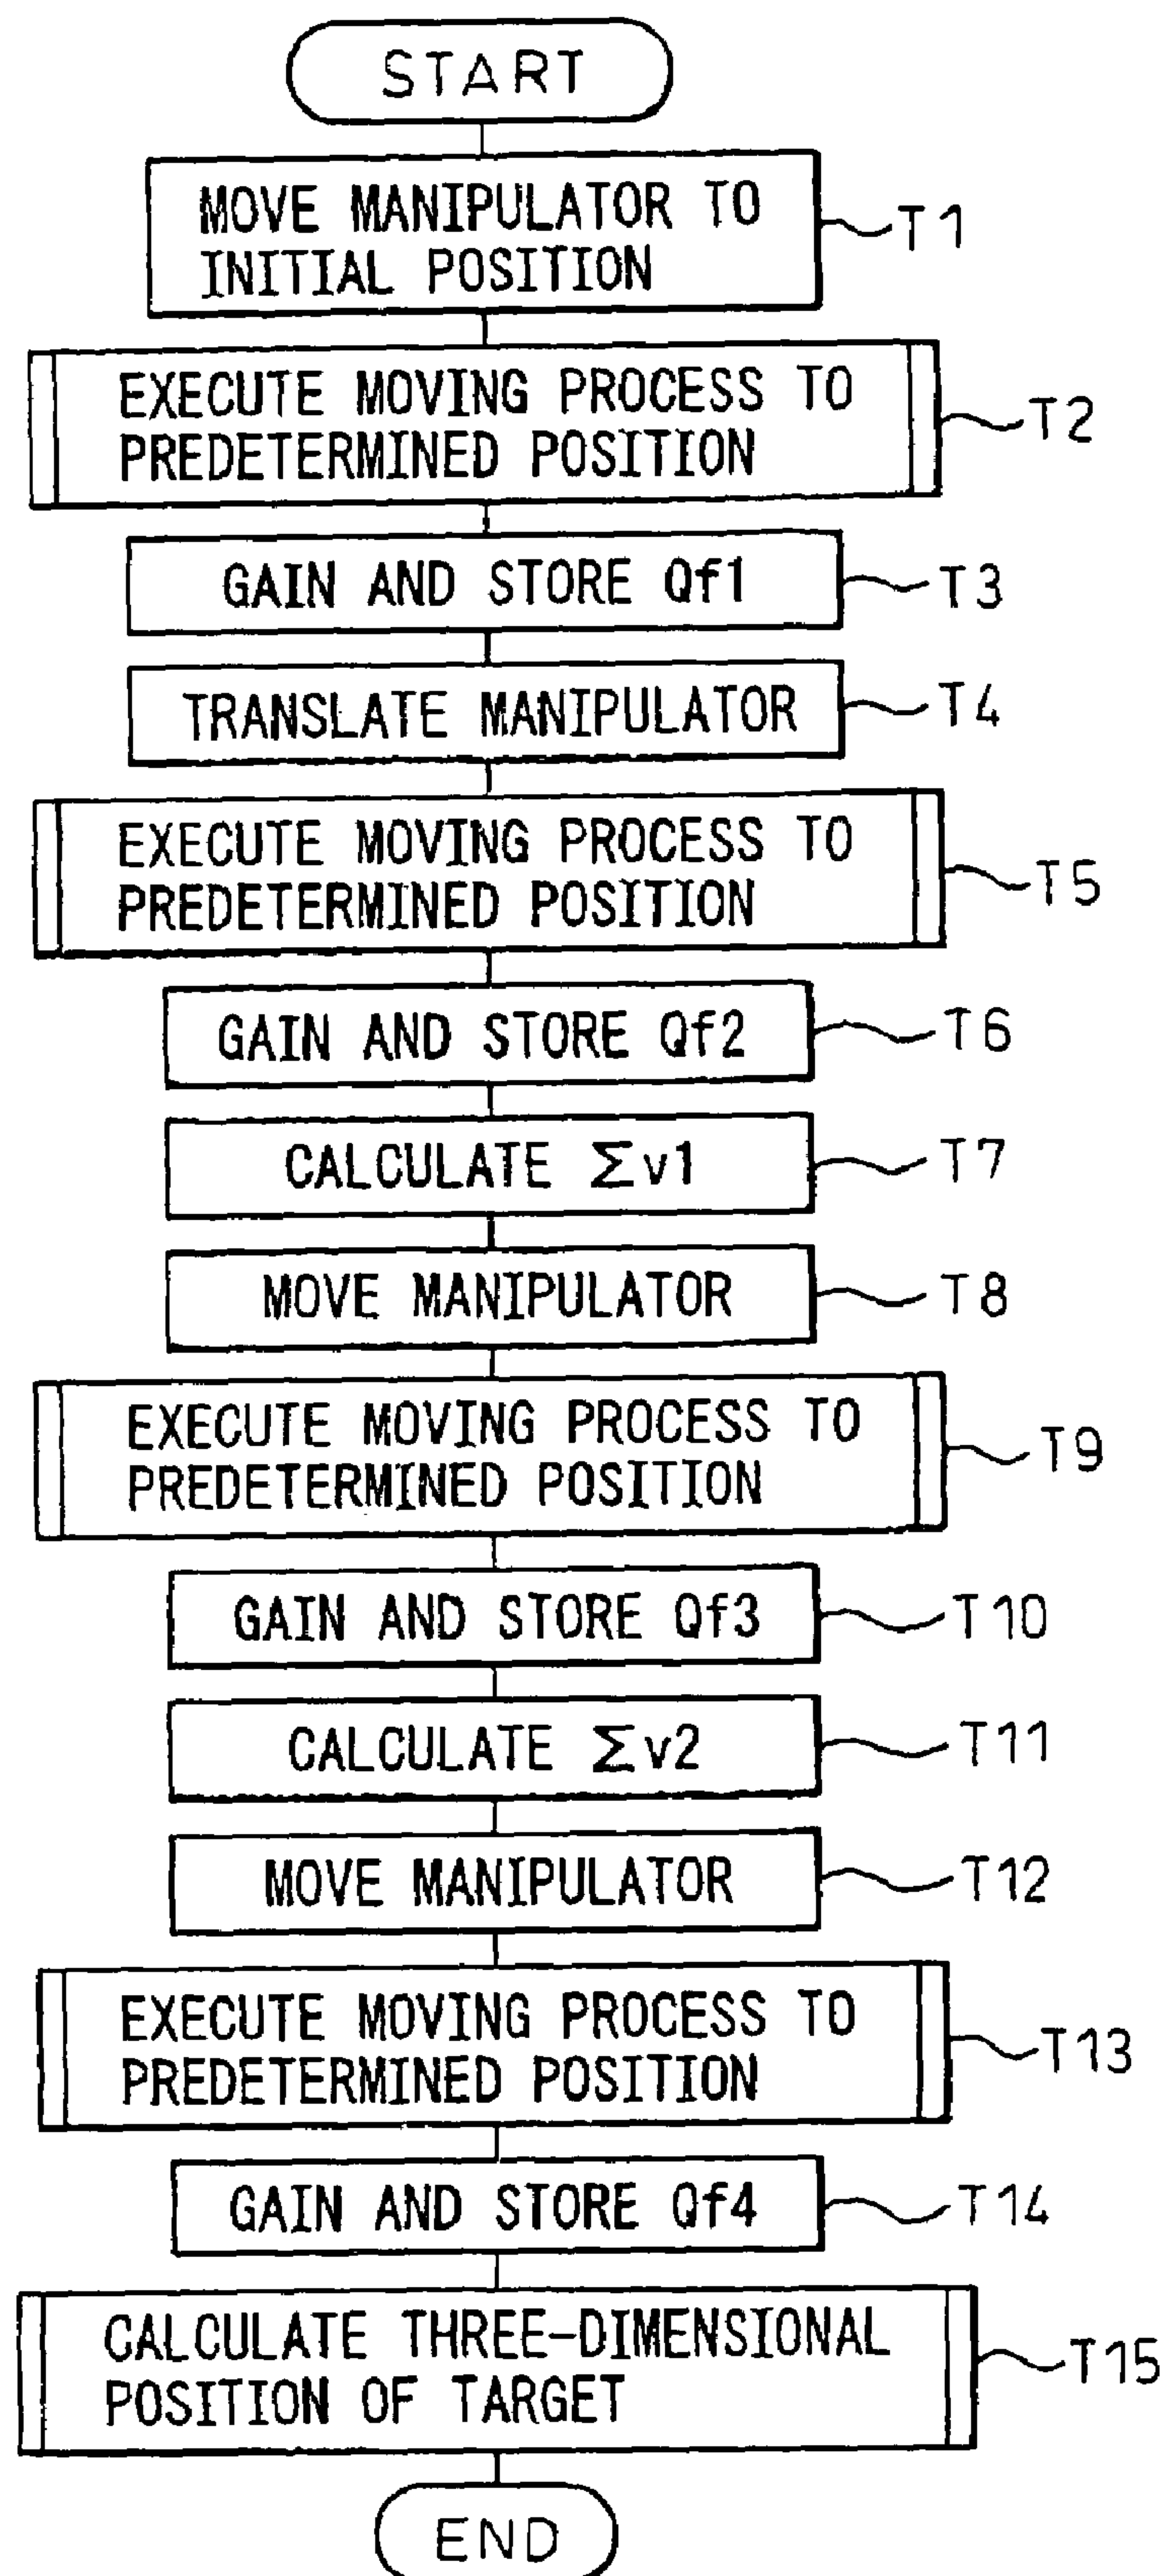 START
MOVE MANIPULATOR TO
INITIAL POSITION
T1
EXECUTE MOVING PROCESS TO
PREDETERMINED POSITION
T2
GAIN AND STORE Qf1
T3
TRANSLATE MANIPULATOR
T4
EXECUTE MOVING PROCESS TO
PREDETERMINED POSITION
T5
GAIN AND STORE Qf2
T6
CALCULATE Σv1
T7
MOVE MANIPULATOR
T8
EXECUTE MOVING PROCESS TO
PREDETERMINED POSITION
T9
GAIN AND STORE Qf3
T10
CALCULATE Σv2
T11
MOVE MANIPULATOR
T12
EXECUTE MOVING PROCESS TO
PREDETERMINED POSITION
T13
GAIN AND STORE Qf4
T14
CALCULATE THREE-DIMENSIONAL
POSITION OF TARGET
T15
END